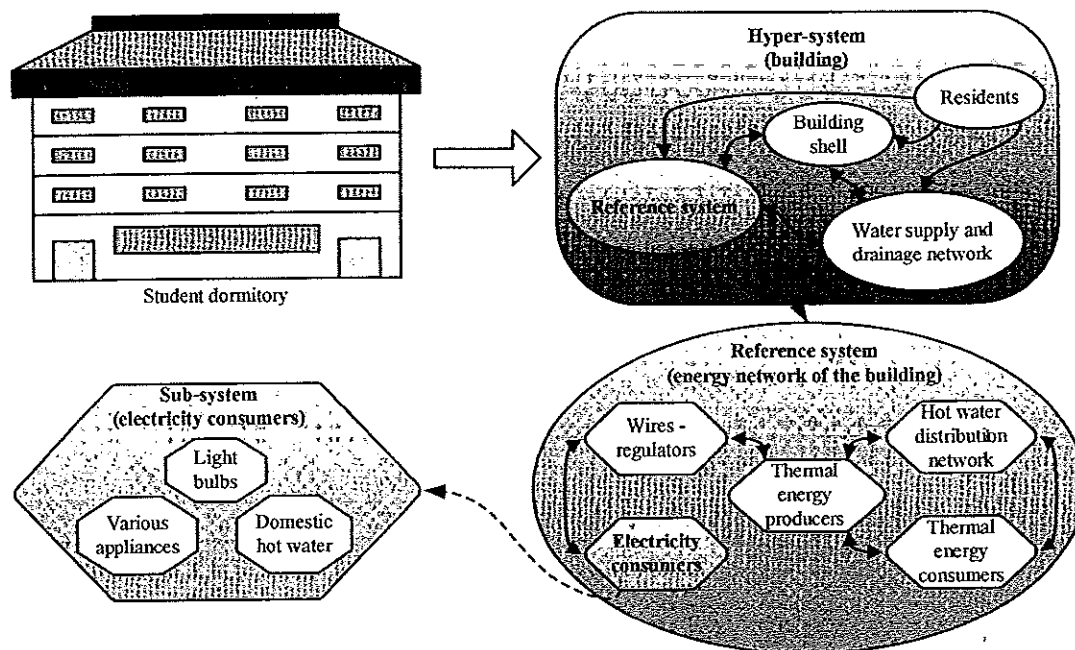 Student dormitory
Hyper-system
(building)
Residents
Building
shell
Reference system
Water supply and
drainage network
Reference system
(energy network of the building)
Wires -
regulators
Hot water
distribution
network
Thermal
energy
producers
Electricity
consumers
Thermal
energy
consumers
Sub-system
(electricity consumers)
Light
bulbs
Various
appliances
Domestic
hot water